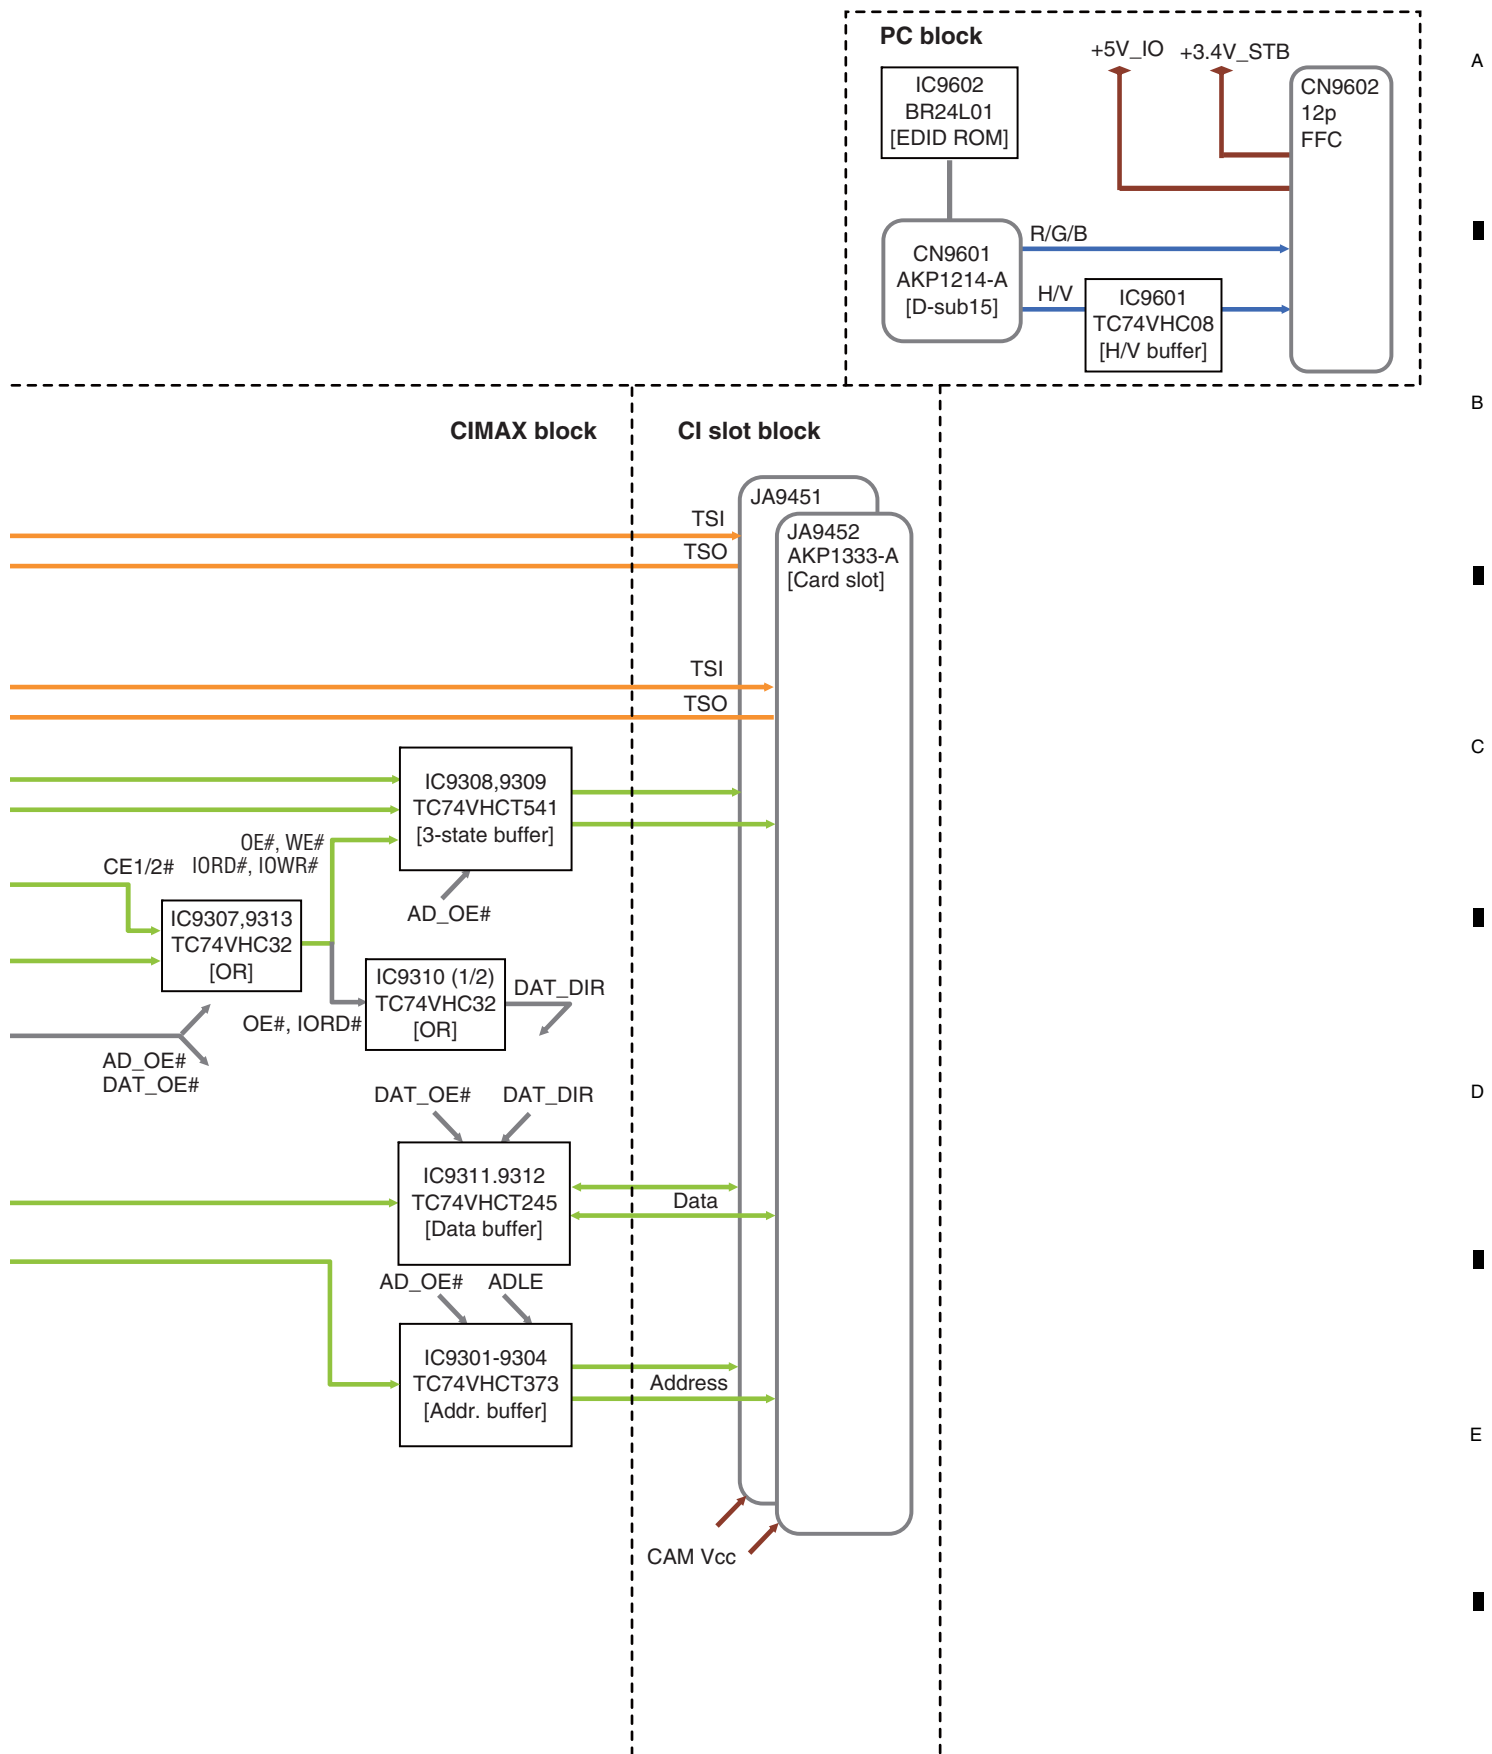 PC block
+5V_IO
+3.4V_STB
A
IC9602
BR24L01
[EDID ROM]
CN9602
12p
FFC
CN9601
AKP1214-A
[D-sub15]
R/G/B
H/V
IC9601
TC74VHC08
[H/V buffer]
B
CIMAX block
CI slot block
JA9451
TSI
TSO
JA9452
AKP1333-A
[Card slot]
TSI
TSO
C
IC9308,9309
TC74VHCT541
[3-state buffer]
OE#, WE#
IORD#, IOWR#
CE1/2#
AD_OE#
IC9307,9313
TC74VHC32
[OR]
IC9310 (1/2)
TC74VHC32
[OR]
DAT_DIR
OE#, IORD#
AD_OE#
DAT_OE#
DAT_OE#
DAT_DIR
D
IC9311.9312
TC74VHCT245
[Data buffer]
Data
AD_OE#
ADLE
IC9301-9304
TC74VHCT373
[Addr. buffer]
Address
E
CAM Vcc